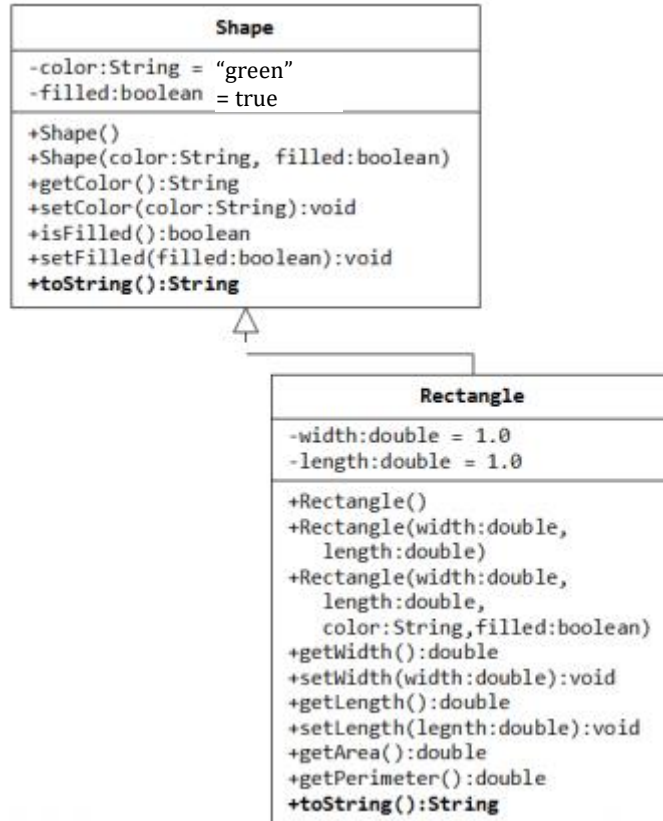 Shape
-color:String = “green”
-filled:boolean = true
+Shape()
+Shape(color:String, filled:boolean)
+getColor():String
+setColor(color:String):void
+isFilled():boolean
+setFilled(filled:boolean):void
+toString():String
Rectangle
-width:double = 1.0
-length:double = 1.0
+Rectangle()
+Rectangle(width:double,
length:double)
+Rectangle(width:double,
length:double,
color:String,filled:boolean)
+getWidth():double
+setWidth(width:double):void
+getLength():double
+setLength(legnth:double):void
+getArea():double
+getPerimeter():double
+toString():String